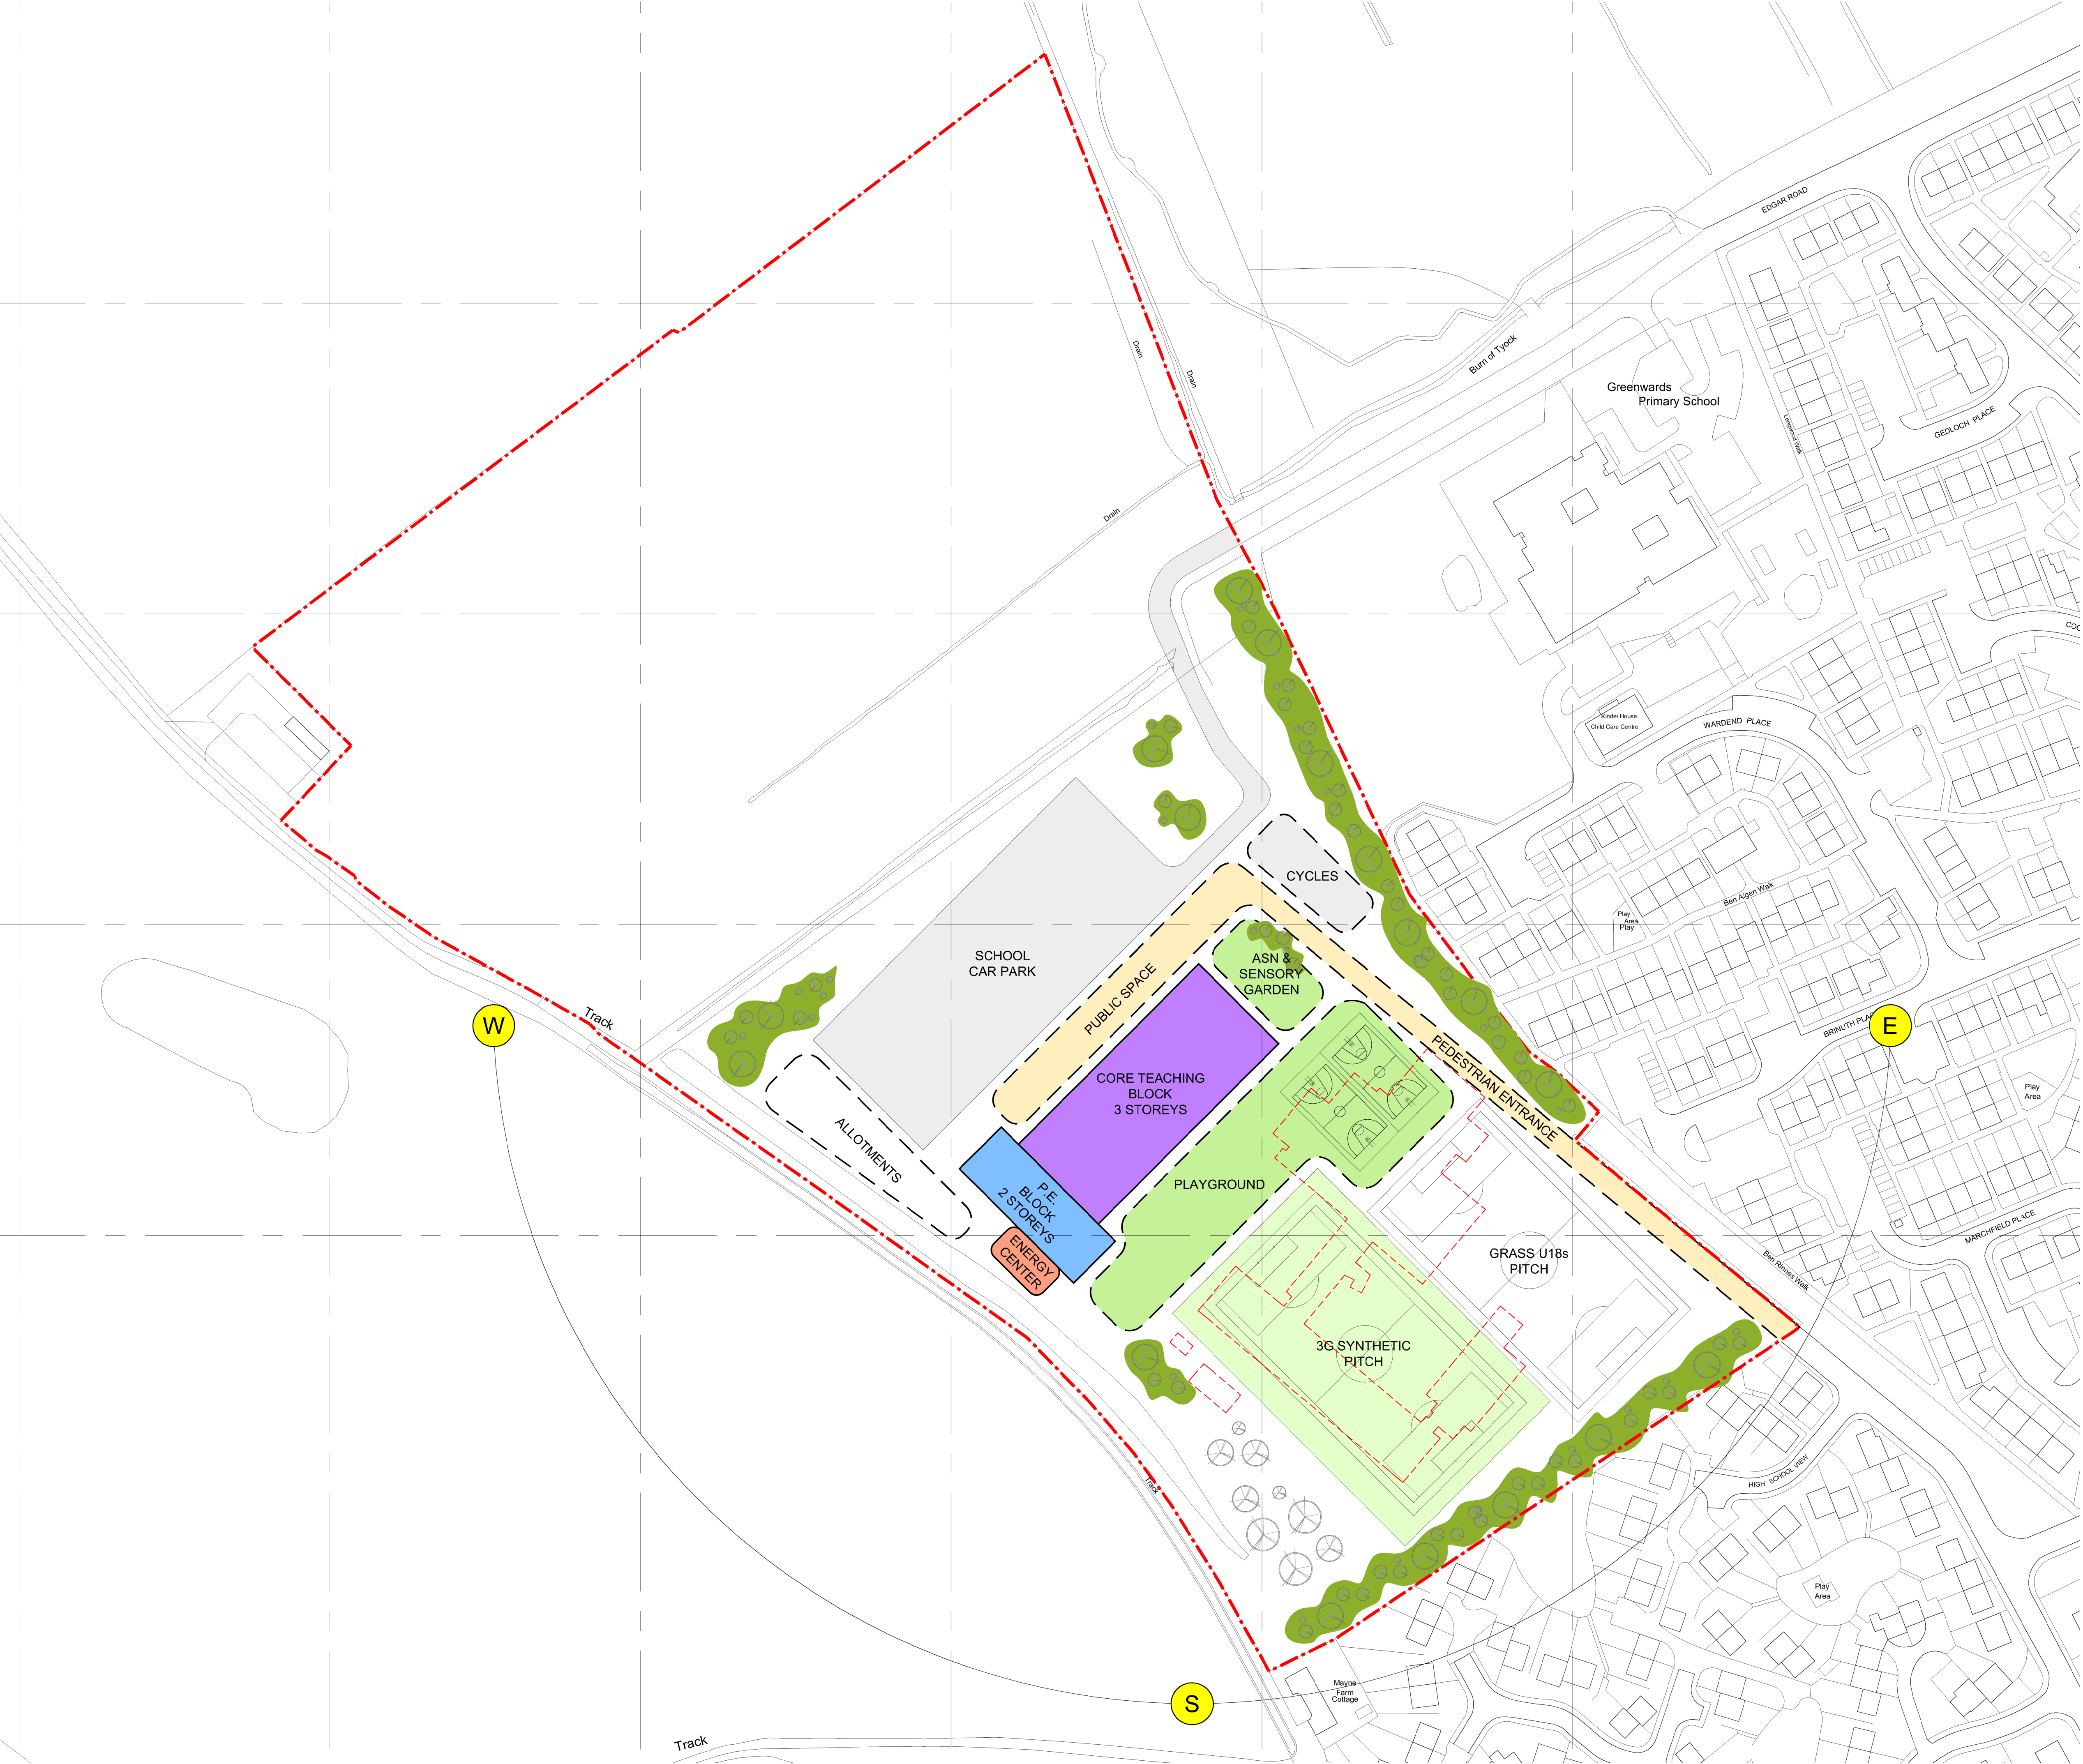 EDGAR ROAD
Drain
Drain
Burn of Tyock
Greenwards
Primary School
Longwood Walk
GEDLOCH PLACE
Drain
Kinder House
Child Care Centre
WARDEND PLACE
CYCLES
Play
Area
Play
Ben Aigen Walk
SCHOOL
CAR PARK
PUBLIC SPACE
ASN &
SENSORY
GARDEN
W
Track
E
PEDESTRIAN ENTRANCE
CORE TEACHING
BLOCK
3 STOREYS
Play
Area
ALLOTMENTS
P.E.
BLOCK
2 STOREYS
PLAYGROUND
ENERGY
CENTER
GRASS U18s
PITCH
MARCHFIELD PLACE
Ben Rinnes Walk
3G SYNTHETIC
PITCH
Track
HIGH SCHOOL VIEW
Play
Area
Mayne
Farm
Cottage
S
Track